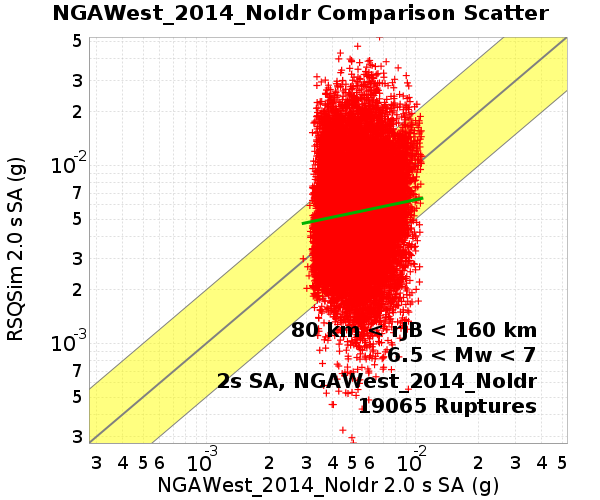 NGAWest_2014_NoIdr Comparison Scatter
5
3
2
10-2
7
5
3
2
10-3
7
5
3
RSQSim 2.0 s SA (g)
80 km < rJB < 160 km
6.5 < Mw < 7
2s SA, NGAWest_2014_NoIdr
19065 Ruptures
3 4 5 6 10-3 2 3 4 5 6 10-2 2 3 4 5
NGAWest_2014_NoIdr 2.0 s SA (g)